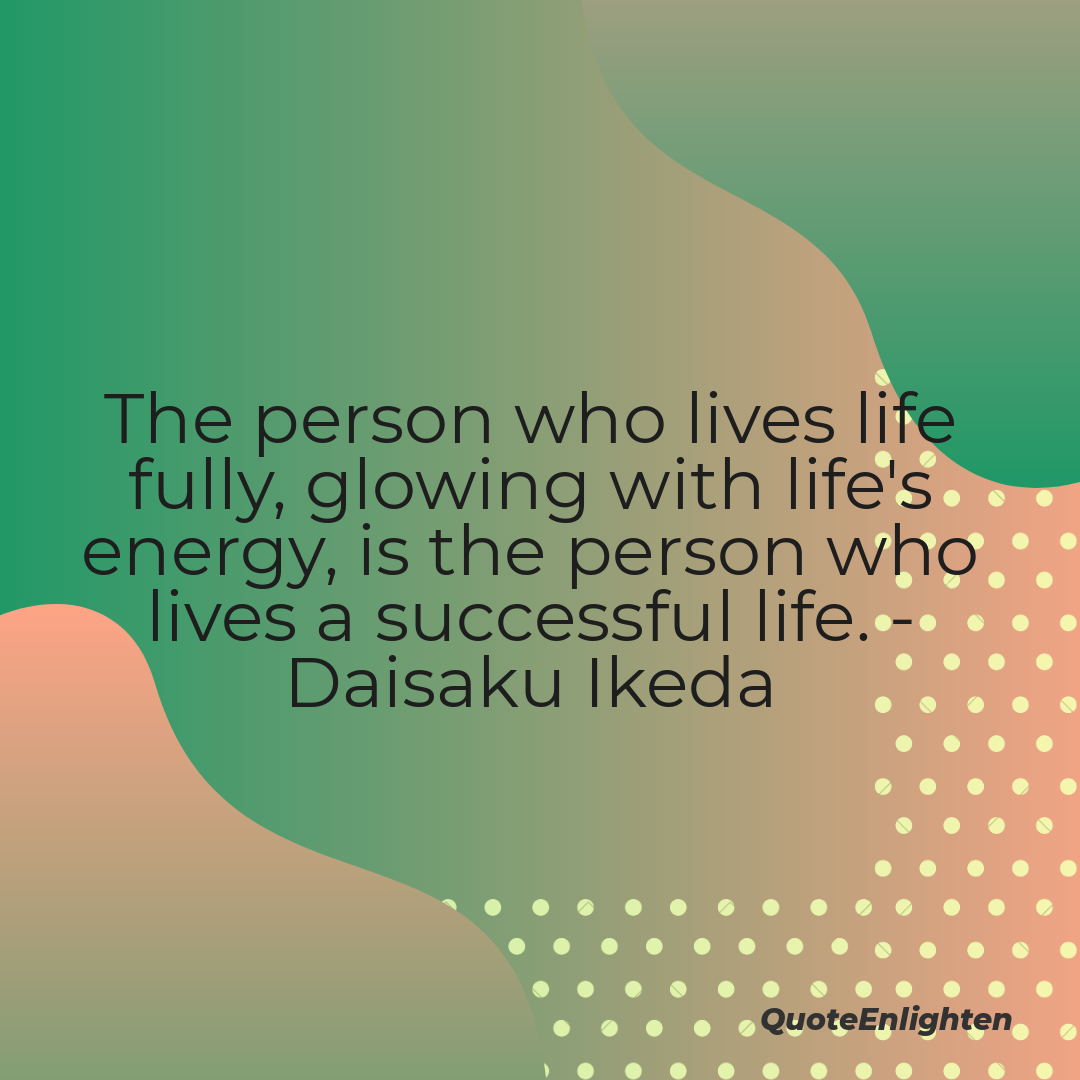 The person who lives life
fully, glowing with life's
energy, is the person who
lives a successful life. -
Daisaku Ikeda
QuoteEnlighten